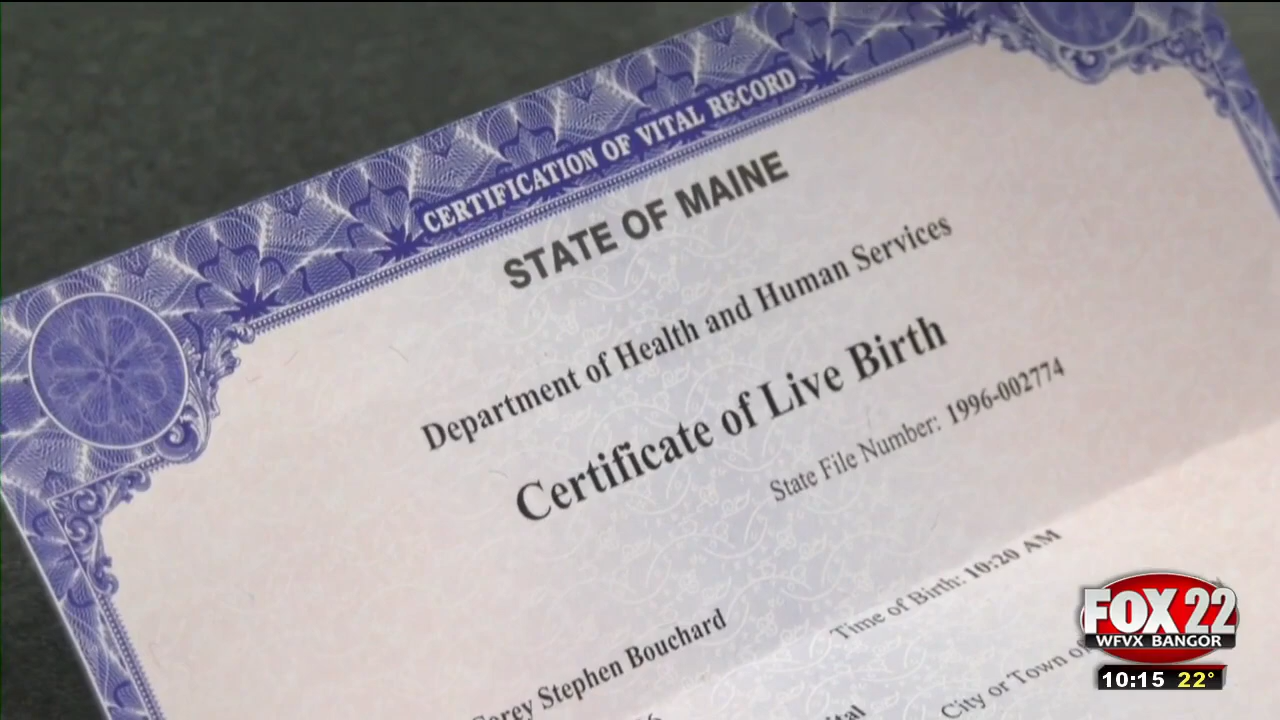 CERTIFICATION OF VITAL RECORD
STATE OF MAINE
Department of Health and Human Services
Certificate of Live Birth
State File Number: 1996-002774
Time of Birth: 10:20 AM
Stephen Bouchard
City or Town
FOX 22
WFVX BANGOR
10:15 22°